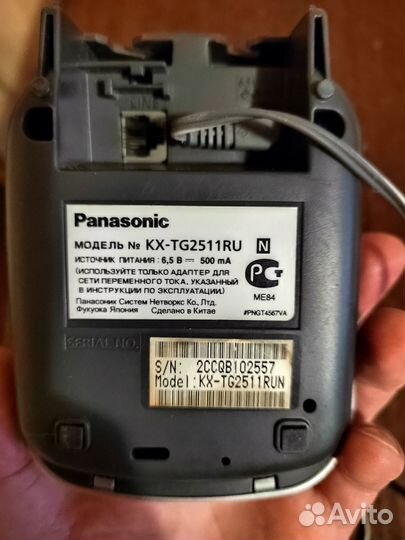 LINE
Panasonic
МОДЕЛЬ № KX-TG2511RU N
ИСТОЧНИК ПИТАНИЯ : 6,5 В ⎓ 500 mA
(ИСПОЛЬЗУЙТЕ ТОЛЬКО АДАПТЕР ДЛЯ
СЕТИ ПЕРЕМЕННОГО ТОКА, УКАЗАННЫЙ
В ИНСТРУКЦИИ ПО ЭКСПЛУАТАЦИИ)
ME84
Панасоник Систем Нетворкс Ко., Лтд.
Фукуока Япония Сделано в Китае
/PNGT4567VA
SERIAL NO.
S/N: 2CCQB102557
Model:KX-TG2511RUN
Avito